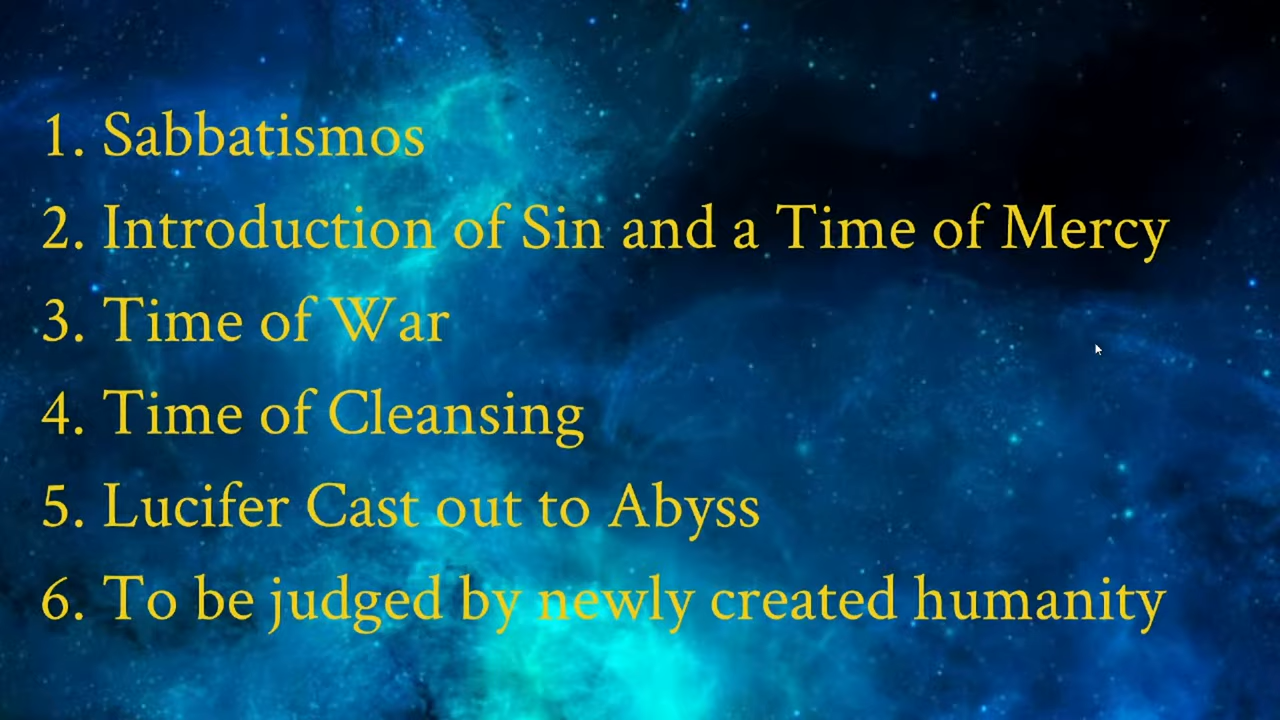 1. Sabbatismos
2. Introduction of Sin and a Time of Mercy
3. Time of War
4. Time of Cleansing
5. Lucifer Cast out to Abyss
6. To be judged by newly created humanity